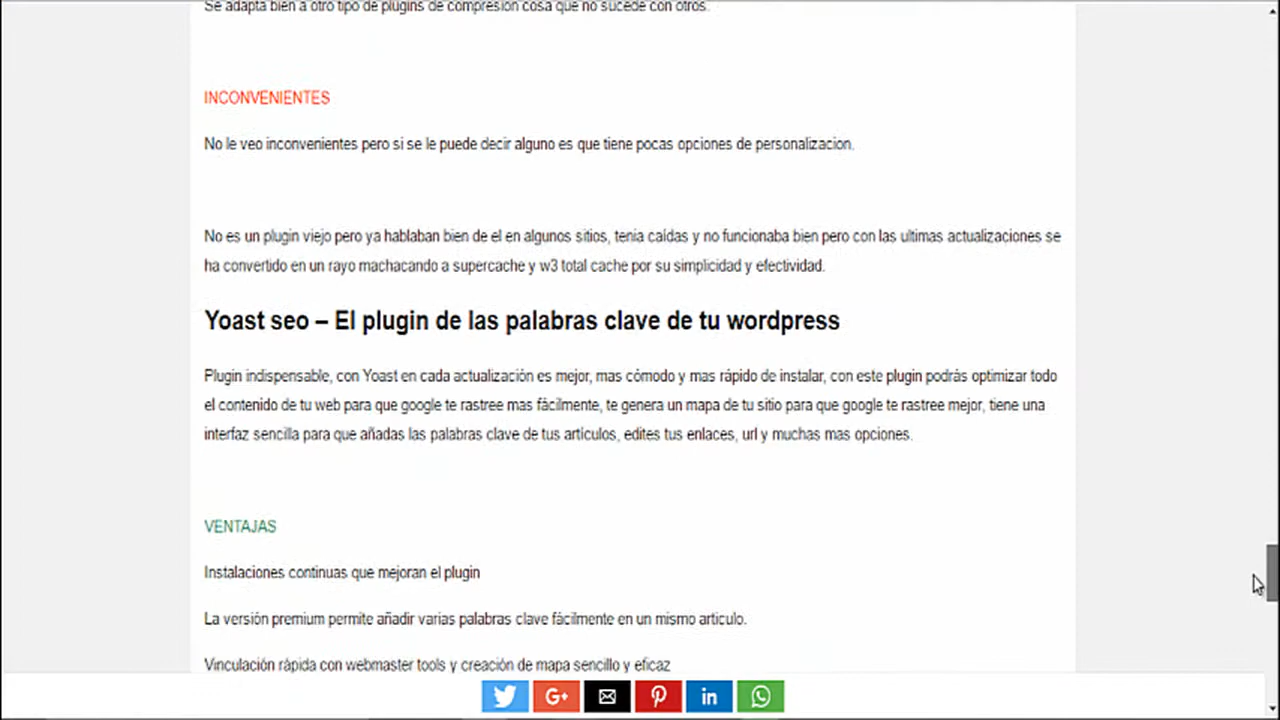 Se adapta bien a otro tipo de plugins de compresión cosa que no sucede con otros.
INCONVENIENTES
No le veo inconvenientes pero si se le puede decir alguno es que tiene pocas opciones de personalizacion.
No es un plugin viejo pero ya hablaban bien de el en algunos sitios, tenia caídas y no funcionaba bien pero con las ultimas actualizaciones se
ha convertido en un rayo machacando a supercache y w3 total cache por su simplicidad y efectividad.
Yoast seo – El plugin de las palabras clave de tu wordpress
Plugin indispensable, con Yoast en cada actualización es mejor, mas cómodo y mas rápido de instalar, con este plugin podrás optimizar todo
el contenido de tu web para que google te rastree mas fácilmente, te genera un mapa de tu sitio para que google te rastree mejor, tiene una
interfaz sencilla para que añadas las palabras clave de tus artículos, edites tus enlaces, url y muchas mas opciones.
VENTAJAS
Instalaciones continuas que mejoran el plugin
La versión premium permite añadir varias palabras clave fácilmente en un mismo articulo.
Vinculación rápida con webmaster tools y creación de mapa sencillo y eficaz
G+ in